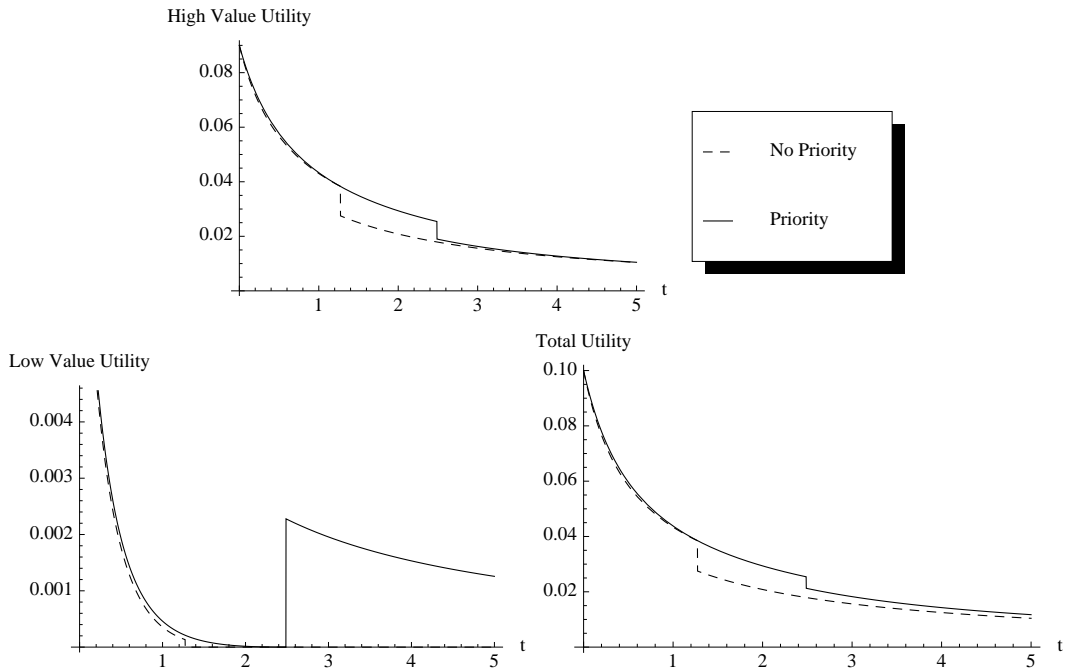 High Value Utility
0.08
0.06
0.04
0.02
1 2 3 4 5 t
No Priority
Priority
Low Value Utility
0.004
0.003
0.002
0.001
1 2 3 4 5 t
Total Utility
0.10
0.08
0.06
0.04
0.02
1 2 3 4 5 t